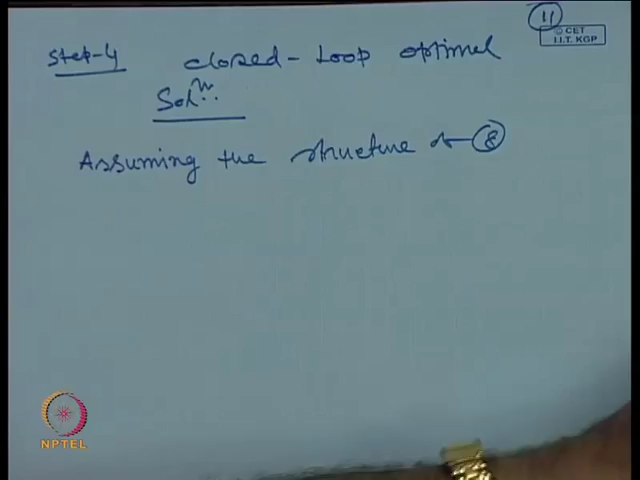 11
© CET
I.I.T. KGP
Step-4 closed-Loop optimal
Solⁿ:
Assuming the structure of 8
NPTEL